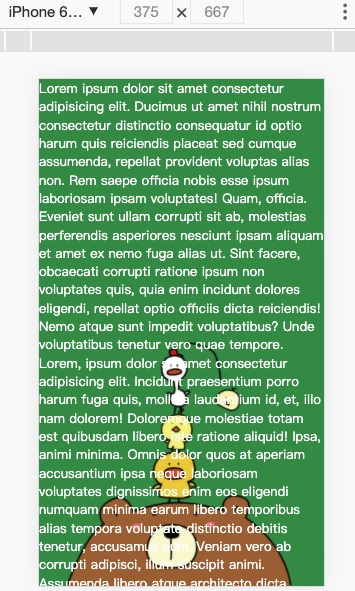 iPhone 6... ▼ 375 × 667
Lorem ipsum dolor sit amet consectetur
adipisicing elit. Ducimus ut amet nihil nostrum
consectetur distinctio consequatur id optio
harum quis reiciendis placeat sed cumque
assumenda, repellat provident voluptas alias
non. Rem saepe officia nobis esse ipsum
laboriosam ipsam voluptates! Quam, officia.
Eveniet sunt ullam corrupti sit ab, molestias
perferendis asperiores nesciunt ipsam aliquam
et amet ex nemo fuga alias ut. Sint facere,
obcaecati corrupti ratione ipsum non
voluptates quis, quia enim incidunt dolores
eligendi, repellat optio officiis dicta reiciendis!
Nemo atque sunt impedit voluptatibus? Unde
voluptatibus tenetur vero quae tempore.
Lorem, ipsum dolor sit amet consectetur
adipisicing elit. Incidunt praesentium porro
harum fuga quis, mollitia laudantium id, et, illo
nam dolorem! Doloremque molestiae totam
est quibusdam libero iste ratione aliquid! Ipsa,
animi minima. Omnis dolor quos at aperiam
accusantium ipsa neque laboriosam
voluptates dignissimos enim eos eligendi
numquam minima earum libero temporibus
alias tempora voluptate distinctio debitis
tenetur, accusamus eum. Veniam vero ab
corrupti adipisci, illum suscipit animi.
Assumenda libero atque architecto dicta